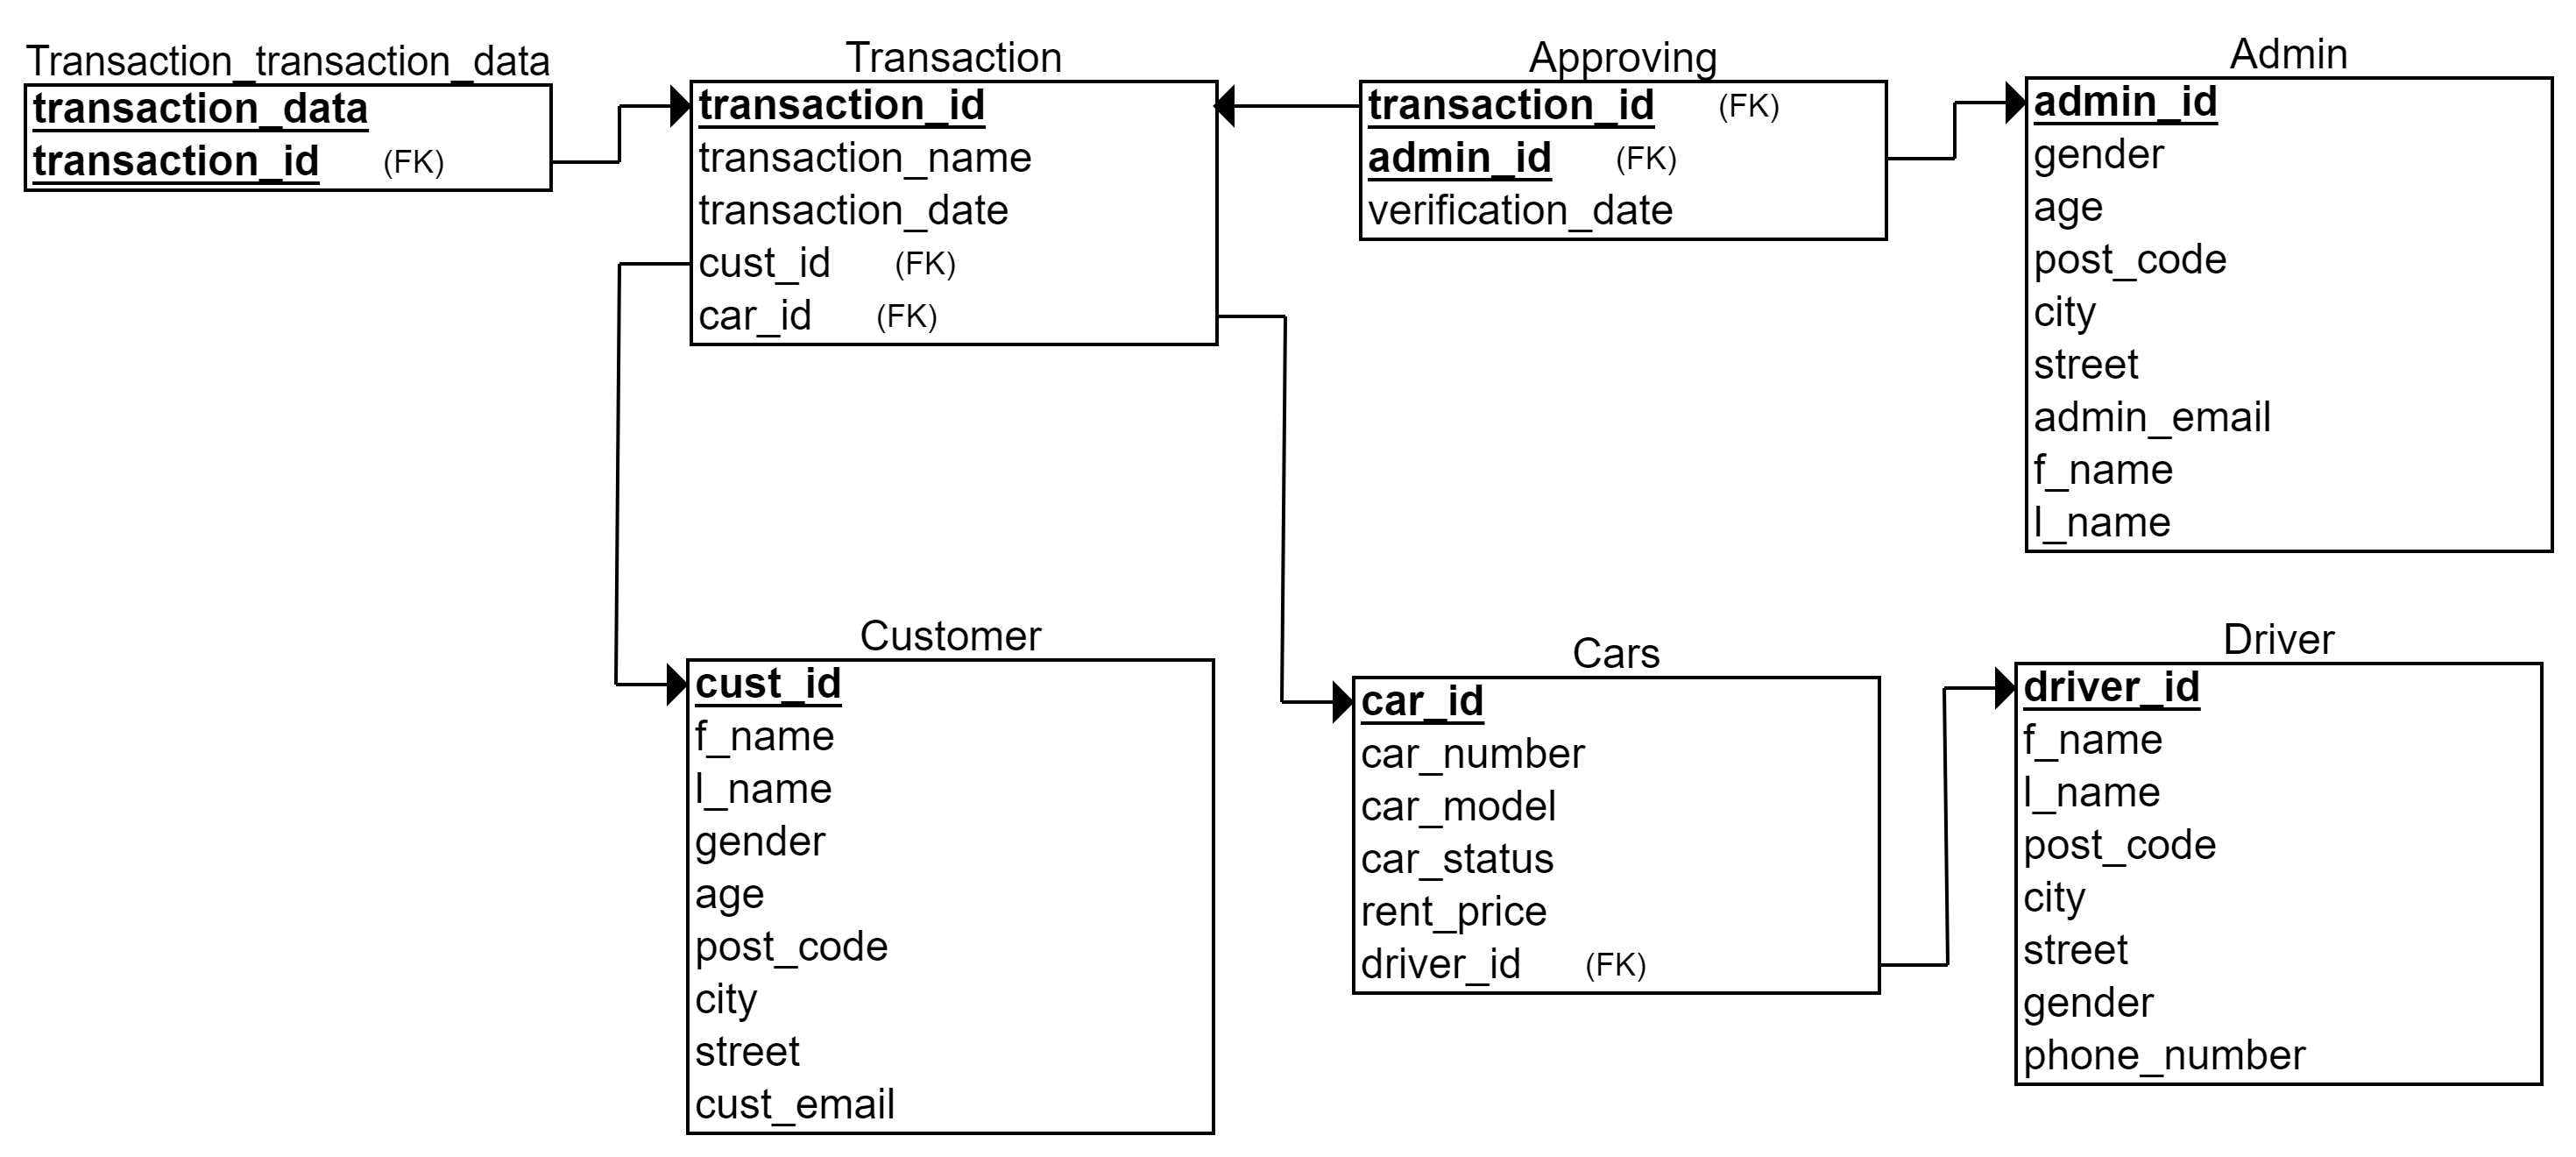 Transaction_transaction_data
transaction_data
transaction_id (FK)
Transaction
transaction_id
transaction_name
transaction_date
cust_id (FK)
car_id (FK)
Approving
transaction_id (FK)
admin_id (FK)
verification_date
Admin
admin_id
gender
age
post_code
city
street
admin_email
f_name
l_name
Customer
cust_id
f_name
l_name
gender
age
post_code
city
street
cust_email
Cars
car_id
car_number
car_model
car_status
rent_price
driver_id (FK)
Driver
driver_id
f_name
l_name
post_code
city
street
gender
phone_number